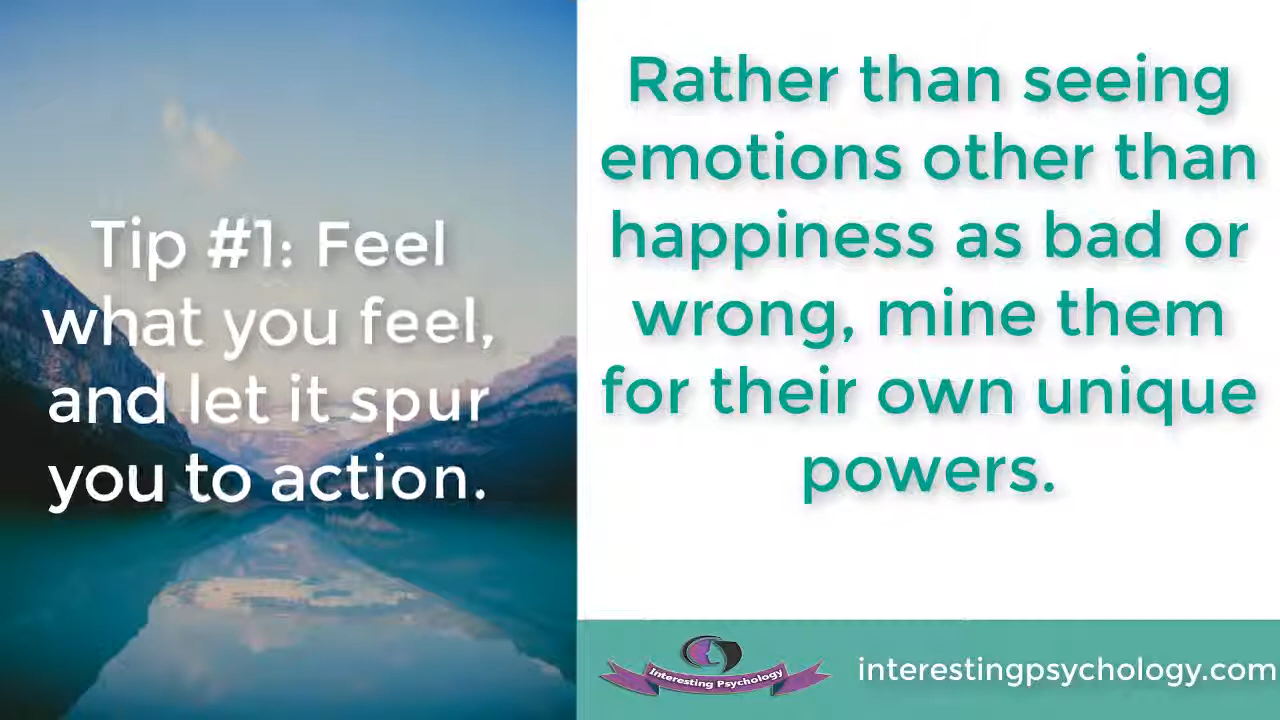 Tip #1: Feel
what you feel,
and let it spur
you to action.
Rather than seeing
emotions other than
happiness as bad or
wrong, mine them
for their own unique
powers.
Interesting Psychology
interestingpsychology.com